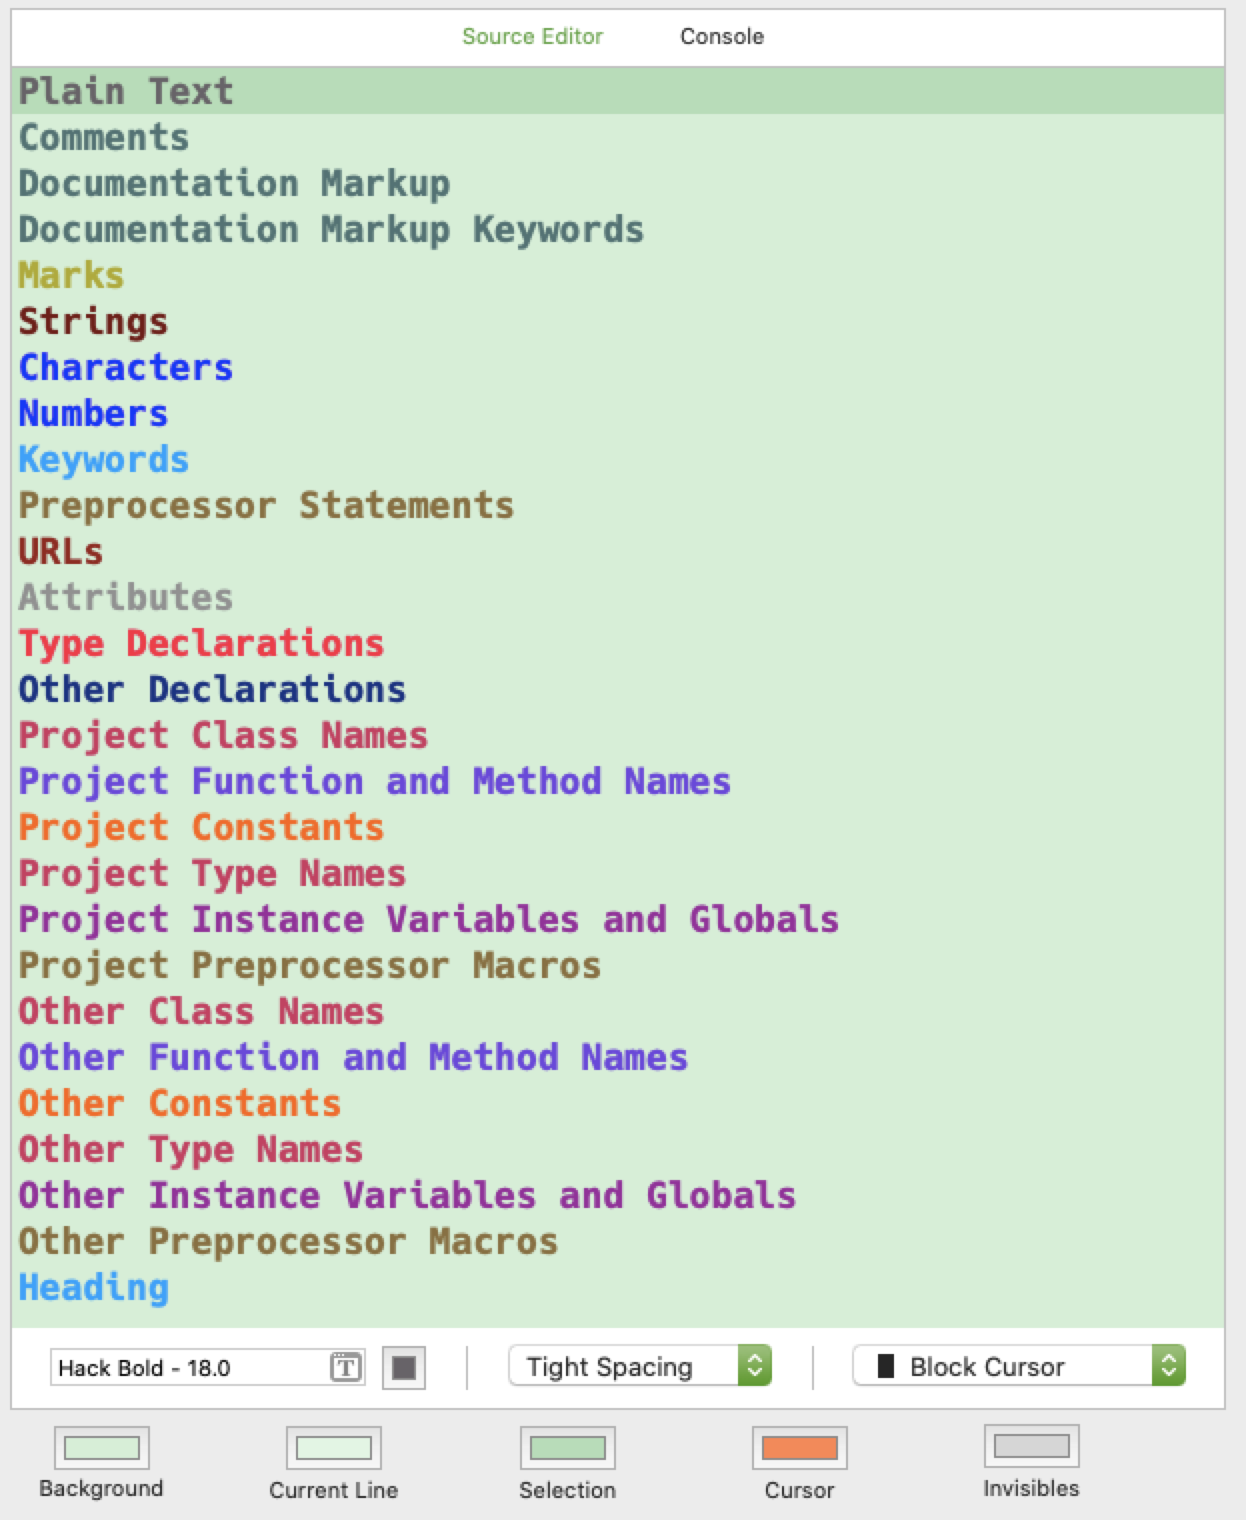 Source Editor Console
Plain Text
Comments
Documentation Markup
Documentation Markup Keywords
Marks
Strings
Characters
Numbers
Keywords
Preprocessor Statements
URLs
Attributes
Type Declarations
Other Declarations
Project Class Names
Project Function and Method Names
Project Constants
Project Type Names
Project Instance Variables and Globals
Project Preprocessor Macros
Other Class Names
Other Function and Method Names
Other Constants
Other Type Names
Other Instance Variables and Globals
Other Preprocessor Macros
Heading
Hack Bold - 18.0 T Tight Spacing Block Cursor
Background Current Line Selection Cursor Invisibles